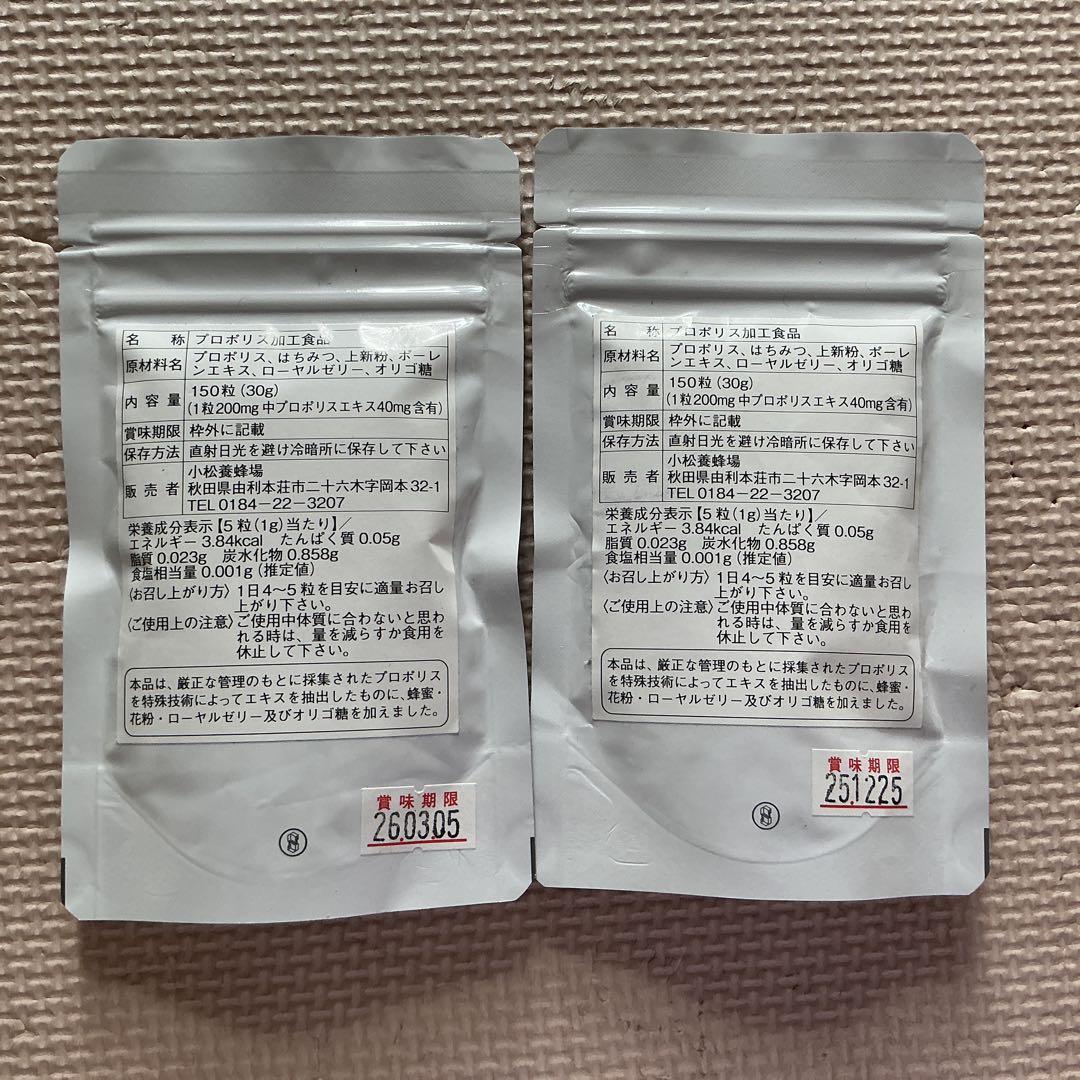 名 称 プロポリス加工食品
原材料名 プロポリス、はちみつ、上新粉、ポーレ
ンエキス、ローヤルゼリー、オリゴ糖
内容量 150粒(30g)
(1粒200mg中プロポリスエキス40mg含有)
賞味期限 枠外に記載
保存方法 直射日光を避け冷暗所に保存して下さい
販売者 小松養蜂場
秋田県由利本荘市二十六木字岡本32-1
TEL 0184-22-3207
栄養成分表示【5粒(1g)当たり】/
エネルギー 3.84kcal たんぱく質 0.05g
脂質 0.023g 炭水化物 0.858g
食塩相当量 0.001g (推定値)
〈お召し上がり方〉1日4〜5粒を目安に適量お召し
上がり下さい。
〈ご使用上の注意〉ご使用中体質に合わないと思わ
れる時は、量を減らすか食用を
休止して下さい。
本品は、厳正な管理のもとに採集されたプロポリス
を特殊技術によってエキスを抽出したものに、蜂蜜・
花粉・ローヤルゼリー及びオリゴ糖を加えました。
賞味期限
26.03.05
8
名 称 プロポリス加工食品
原材料名 プロポリス、はちみつ、上新粉、ポーレ
ンエキス、ローヤルゼリー、オリゴ糖
内容量 150粒(30g)
(1粒200mg中プロポリスエキス40mg含有)
賞味期限 枠外に記載
保存方法 直射日光を避け冷暗所に保存して下さい
販売者 小松養蜂場
秋田県由利本荘市二十六木字岡本32-1
TEL 0184-22-3207
栄養成分表示【5粒(1g)当たり】/
エネルギー 3.84kcal たんぱく質 0.05g
脂質 0.023g 炭水化物 0.858g
食塩相当量 0.001g (推定値)
〈お召し上がり方〉1日4〜5粒を目安に適量お召し
上がり下さい。
〈ご使用上の注意〉ご使用中体質に合わないと思わ
れる時は、量を減らすか食用を
休止して下さい。
本品は、厳正な管理のもとに採集されたプロポリス
を特殊技術によってエキスを抽出したものに、蜂蜜・
花粉・ローヤルゼリー及びオリゴ糖を加えました。
賞味期限
25.12.25
8